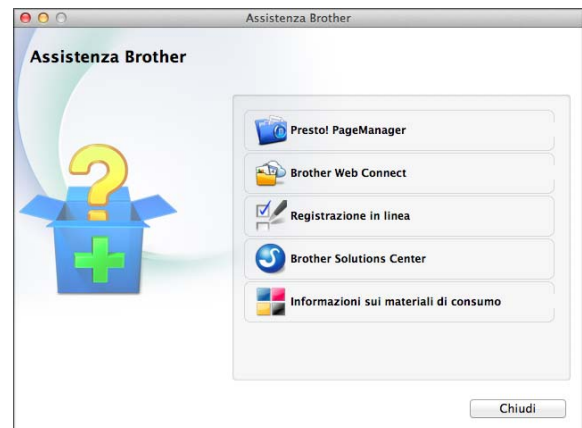 Assistenza Brother
Assistenza Brother
Presto! PageManager
Brother Web Connect
Registrazione in linea
Brother Solutions Center
Informazioni sui materiali di consumo
Chiudi